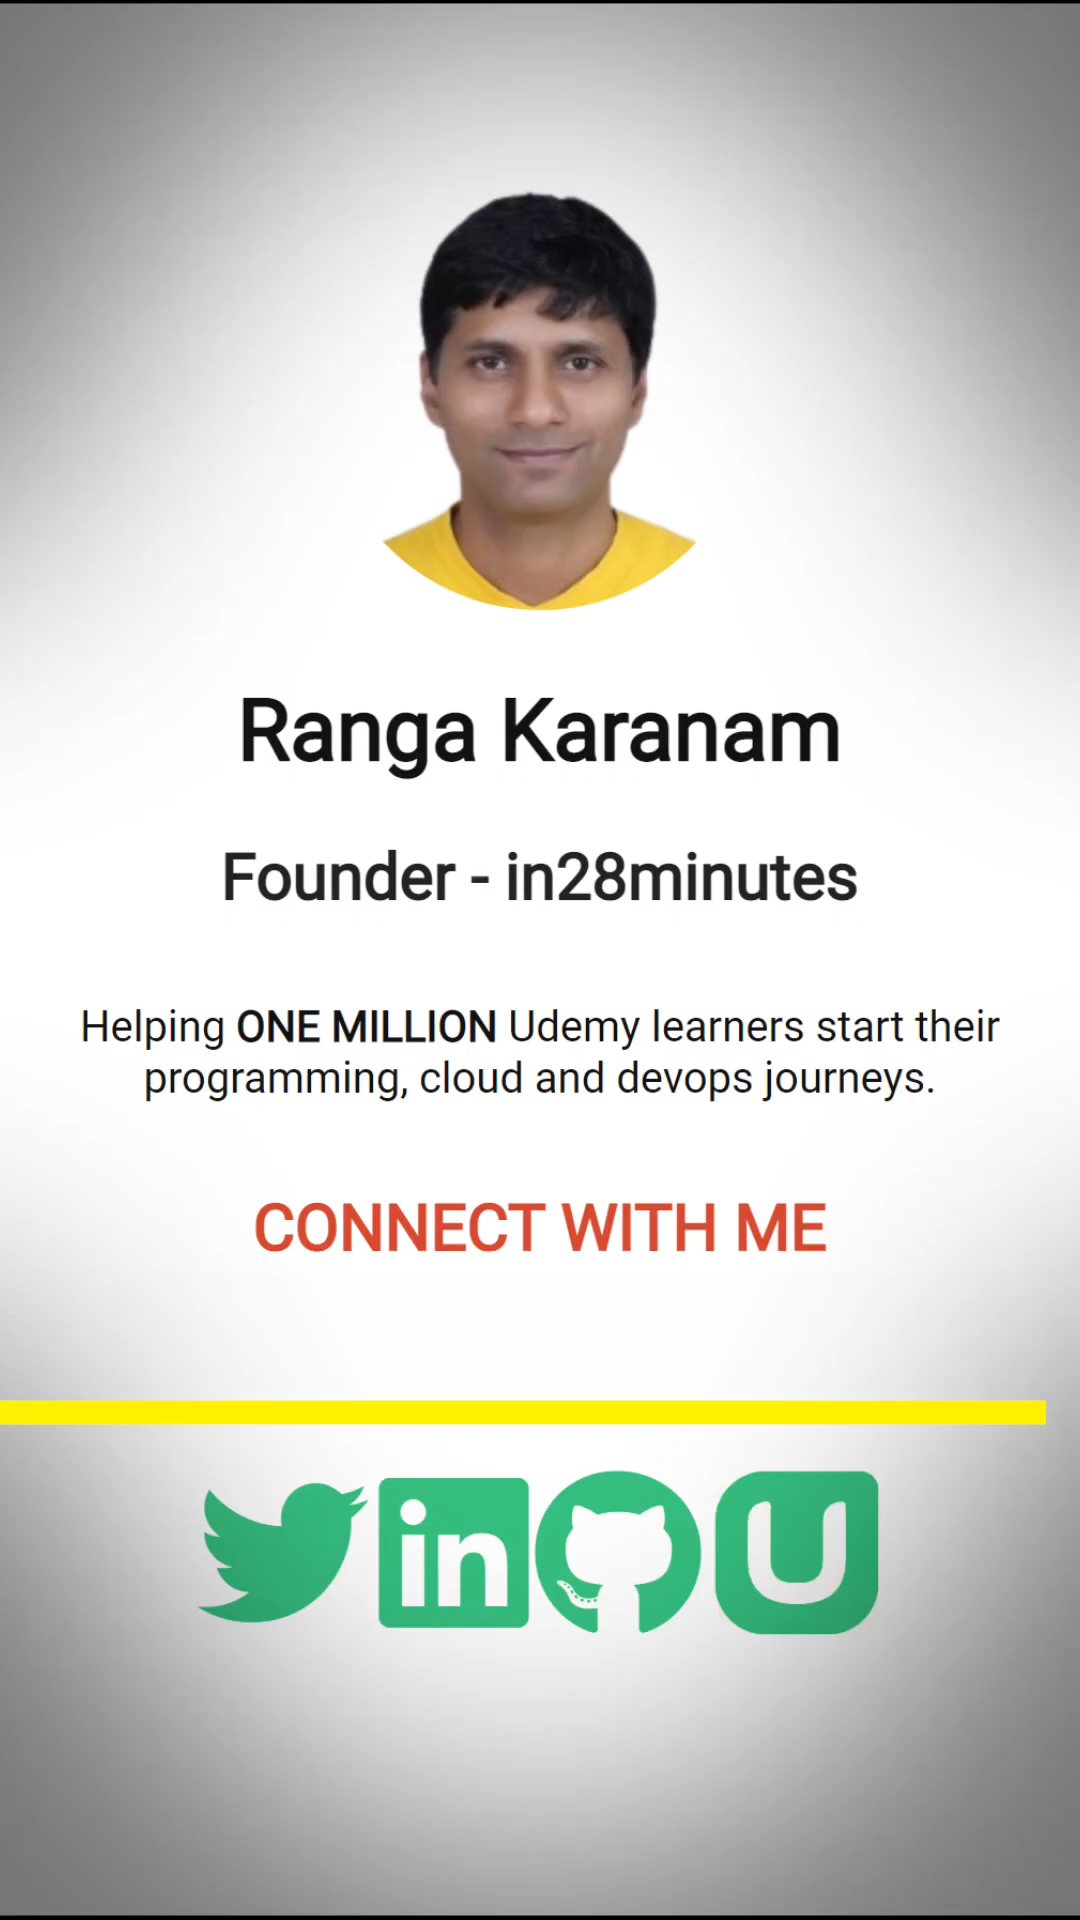 Ranga Karanam
Founder - in28minutes
Helping ONE MILLION Udemy learners start their
programming, cloud and devops journeys.
CONNECT WITH ME
in
U